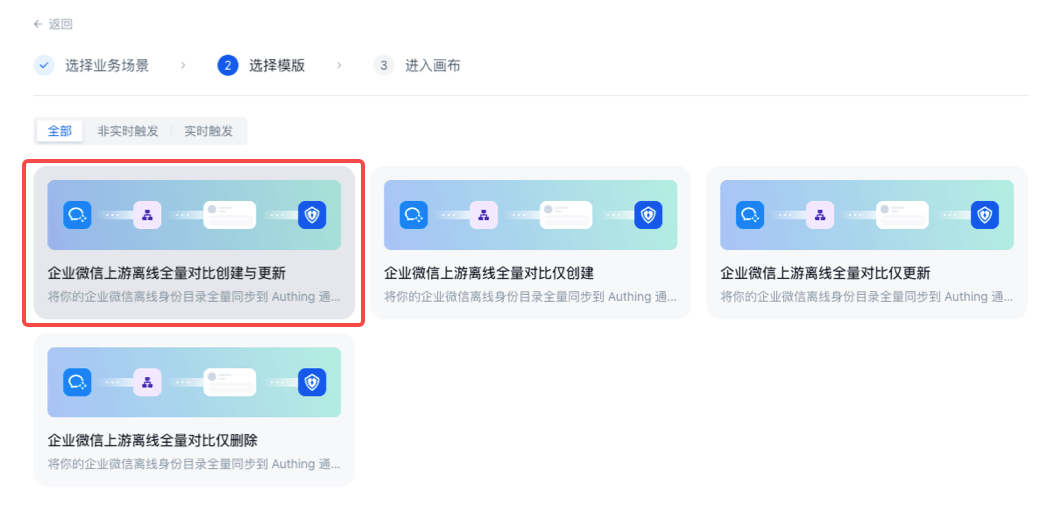 ← 返回
选择业务场景 > 2 选择模版 > 3 进入画布
全部 非实时触发 实时触发
企业微信上游离线全量对比创建与更新
将你的企业微信离线身份目录全量同步到 Authing 通...
企业微信上游离线全量对比仅创建
将你的企业微信离线身份目录全量同步到 Authing 通...
企业微信上游离线全量对比仅更新
将你的企业微信离线身份目录全量同步到 Authing 通...
企业微信上游离线全量对比仅删除
将你的企业微信离线身份目录全量同步到 Authing 通...